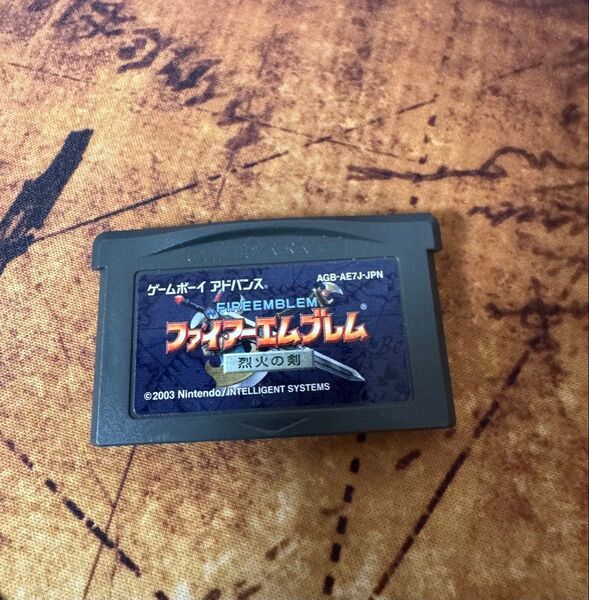 ゲームボーイ アドバンス®
AGB-AE7J-JPN
FIREEMBLEM
ファイアーエムブレム®
烈火の剣
©2003 Nintendo/INTELLIGENT SYSTEMS